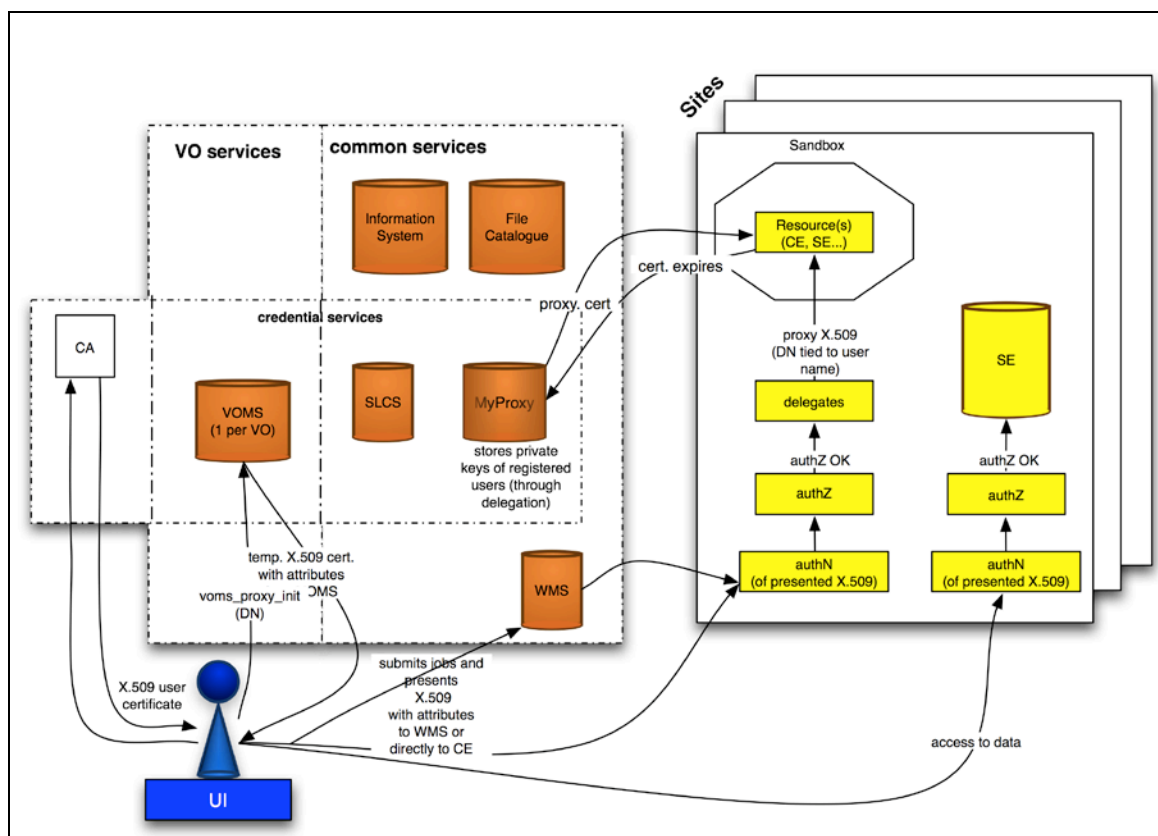 Sites
VO services
common services
Sandbox
Information
System
File
Catalogue
Resource(s)
(CE, SE...)
cert. expires
proxy. cert
credential services
CA
VOMS
(1 per VO)
SLCS
MyProxy
stores private
keys of registered
users (through
delegation)
proxy X.509
(DN tied to user
name)
SE
delegates
authZ OK
authZ OK
authZ
authZ
authN
(of presented X.509)
authN
(of presented X.509)
temp. X.509 cert.
with attributes
voms_proxy_init
(DN)
WMS
X.509 user
certificate
submits jobs and
presents
X.509
with attributes
to WMS or
directly to CE
access to data
UI